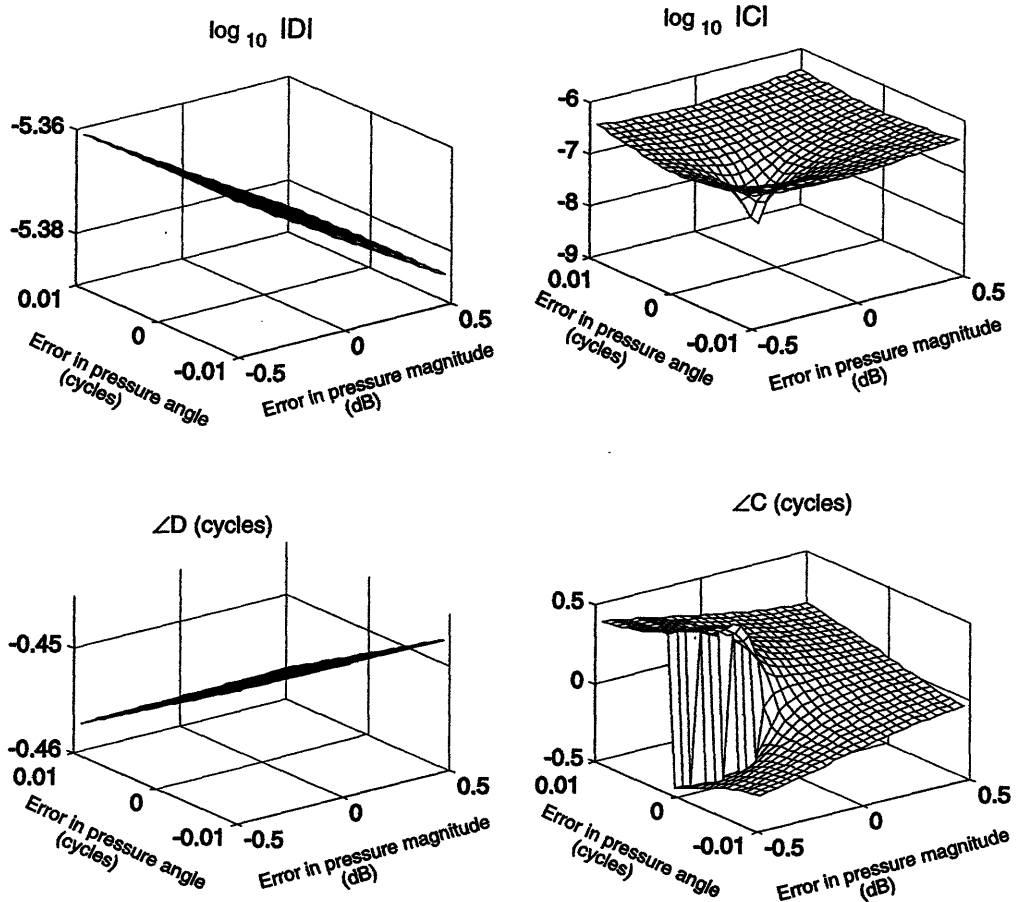 log 10 |D|
-5.36
-5.38
0.01
0
-0.01
-0.5
0
0.5
Error in pressure angle
(cycles)
Error in pressure magnitude
(dB)
log 10 |C|
-6
-7
-8
-9
0.01
0
-0.01
-0.5
0
0.5
Error in pressure angle
(cycles)
Error in pressure magnitude
(dB)
∠D (cycles)
-0.45
-0.46
0.01
0
-0.01
-0.5
0
0.5
Error in pressure angle
(cycles)
Error in pressure magnitude
(dB)
∠C (cycles)
0.5
0
-0.5
0.01
0
-0.01
-0.5
0
0.5
Error in pressure angle
(cycles)
Error in pressure magnitude
(dB)